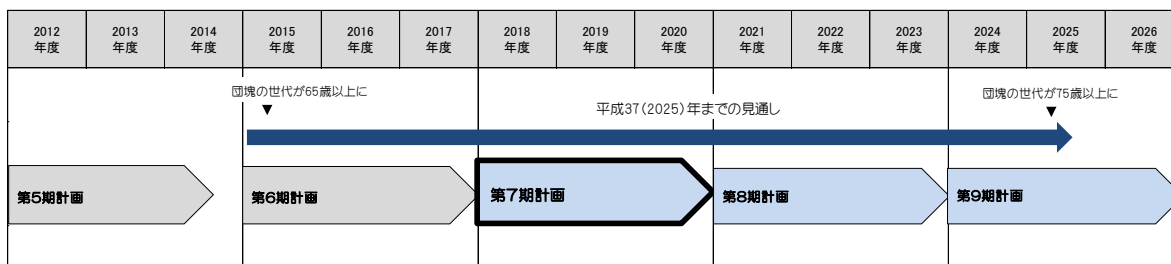 2012
年度
2013
年度
2014
年度
2015
年度
2016
年度
2017
年度
2018
年度
2019
年度
2020
年度
2021
年度
2022
年度
2023
年度
2024
年度
2025
年度
2026
年度
団塊の世代が65歳以上に
▼
平成37(2025)年までの見通し
団塊の世代が75歳以上に
▼
第5期計画
第6期計画
第7期計画
第8期計画
第9期計画